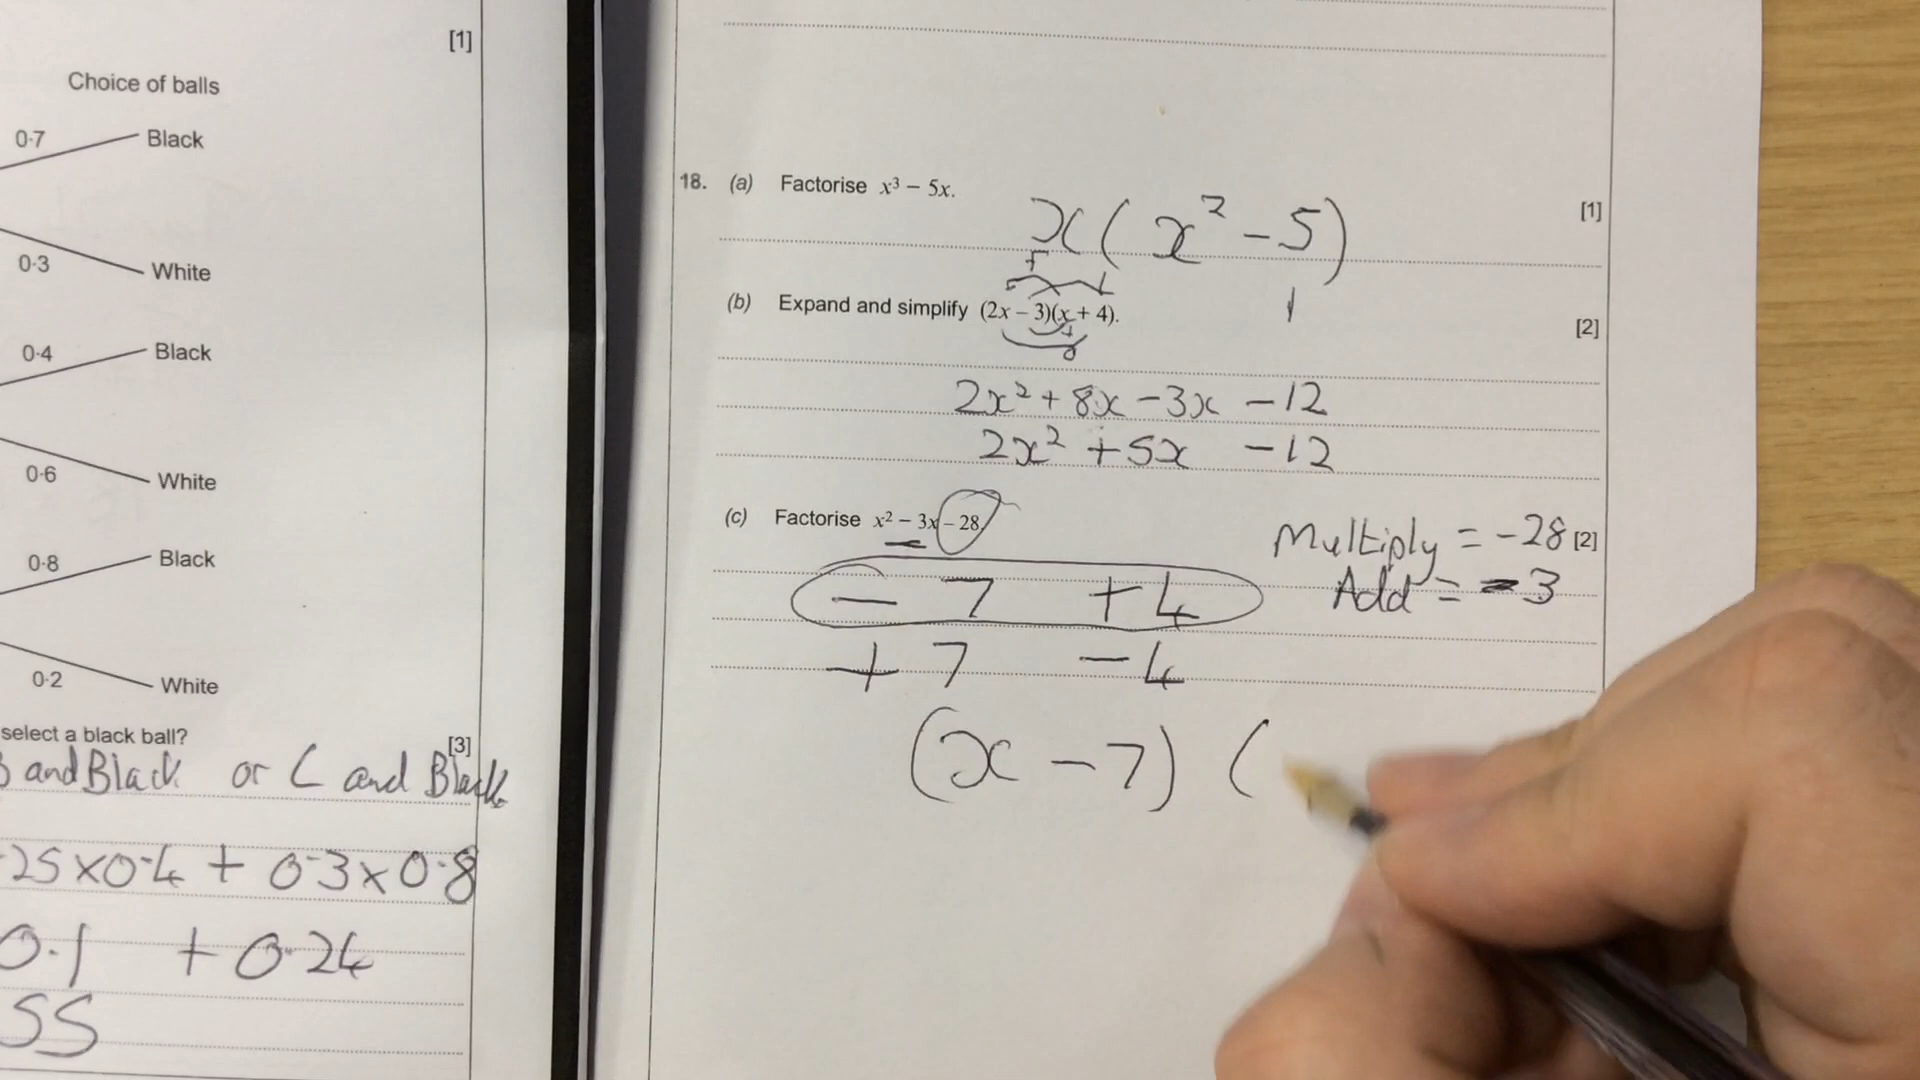 [1]
Choice of balls
0·7 Black
0·3 White
0·4 Black
0·6 White
0·8 Black
0·2 White
select a black ball?
[3]
and Black or C and Black
25×0·4 + 0·3×0·8
0·1 + 0·24
18. (a) Factorise x³ – 5x.
[1]
x(x² – 5)
(b) Expand and simplify (2x – 3)(x + 4).
[2]
2x² + 8x – 3x – 12
2x² + 5x – 12
(c) Factorise x² – 3x – 28.
[2]
Multiply = –28
Add = –3
– 7 + 4
+ 7 – 4
(x – 7) (